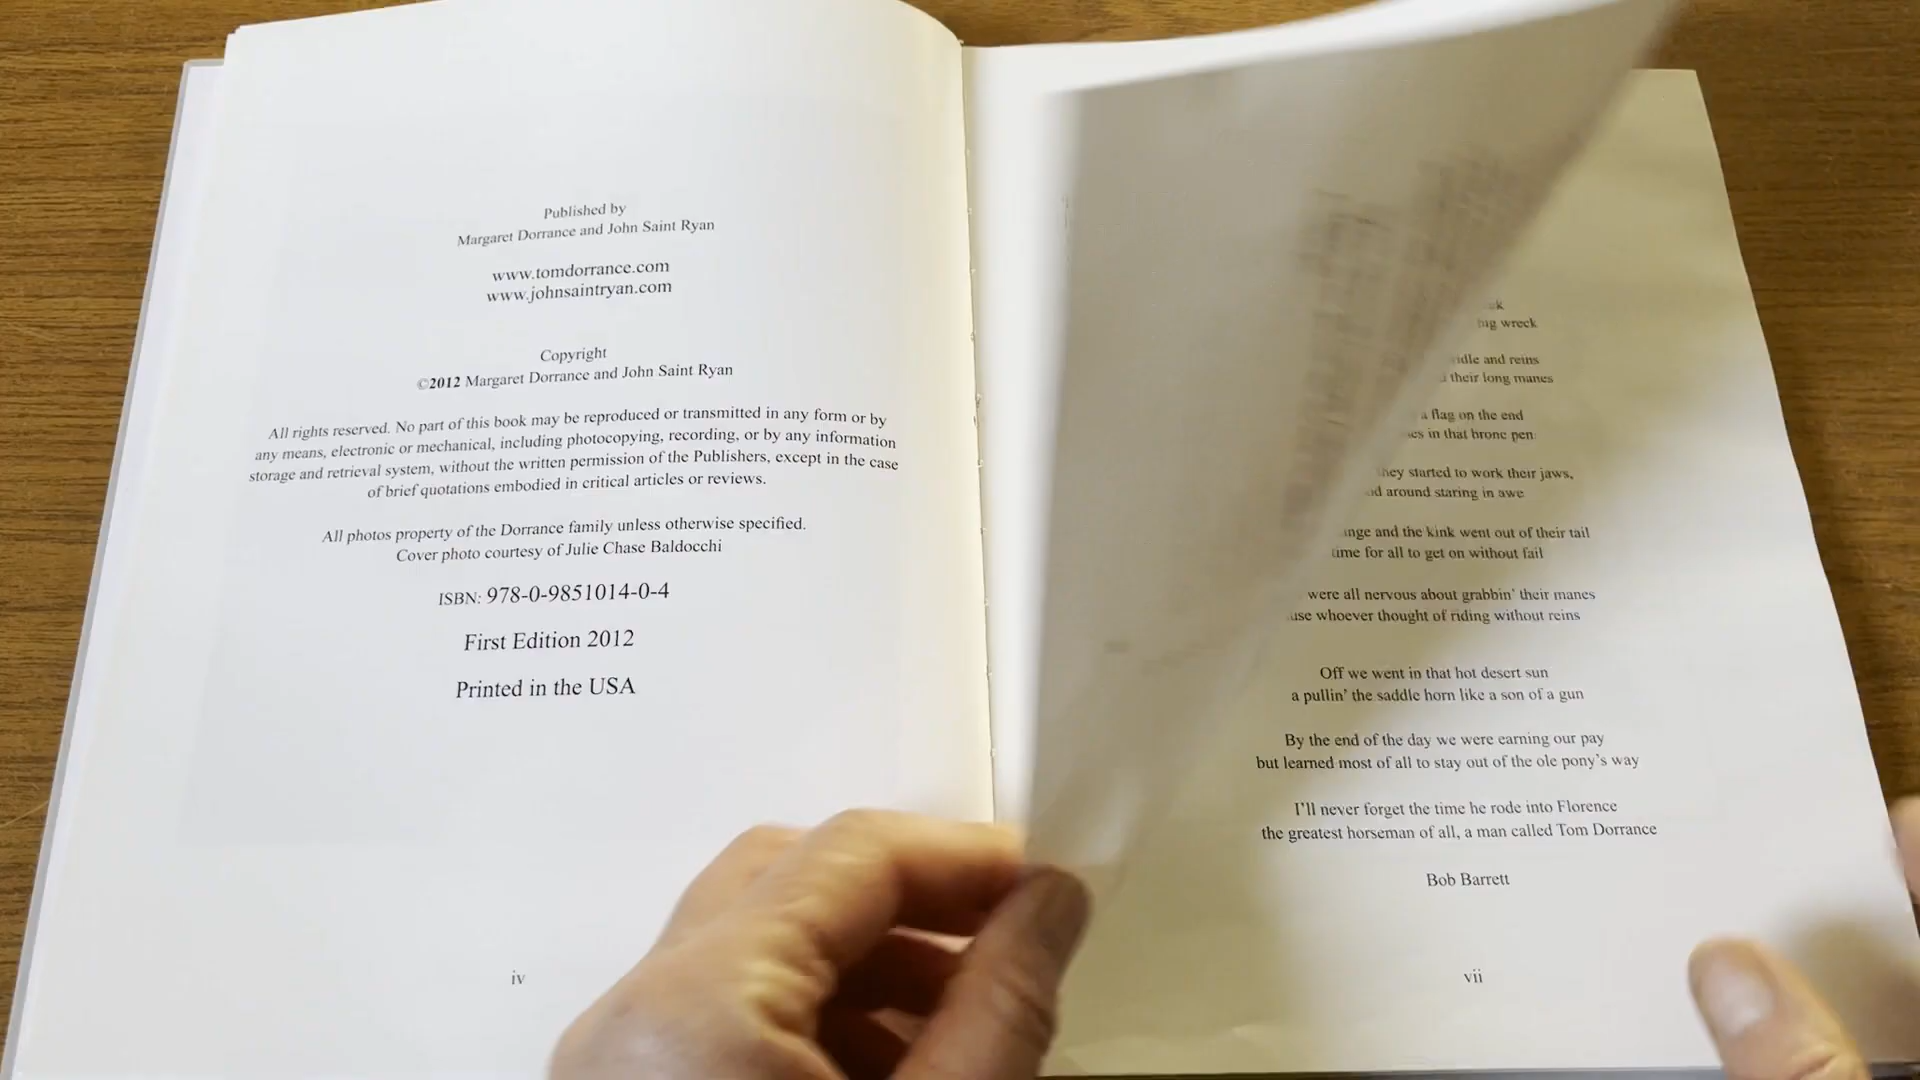 Published by
Margaret Dorrance and John Saint Ryan
www.tomdorrance.com
www.johnsaintryan.com
Copyright
©2012 Margaret Dorrance and John Saint Ryan
All rights reserved. No part of this book may be reproduced or transmitted in any form or by
any means, electronic or mechanical, including photocopying, recording, or by any information
storage and retrieval system, without the written permission of the Publishers, except in the case
of brief quotations embodied in critical articles or reviews.
All photos property of the Dorrance family unless otherwise specified.
Cover photo courtesy of Julie Chase Baldocchi
ISBN: 978-0-9851014-0-4
First Edition 2012
Printed in the USA
iv
wreck
and reins
their long manes
a flag on the end
in that bronc pen
they started to work their jaws,
around staring in awe
and the kink went out of their tail
time for all to get on without fail
were all nervous about grabbin' their manes
whoever thought of riding without reins
Off we went in that hot desert sun
a pullin' the saddle horn like a son of a gun
By the end of the day we were earning our pay
but learned most of all to stay out of the ole pony's way
I'll never forget the time he rode into Florence
the greatest horseman of all, a man called Tom Dorrance
Bob Barrett
vii